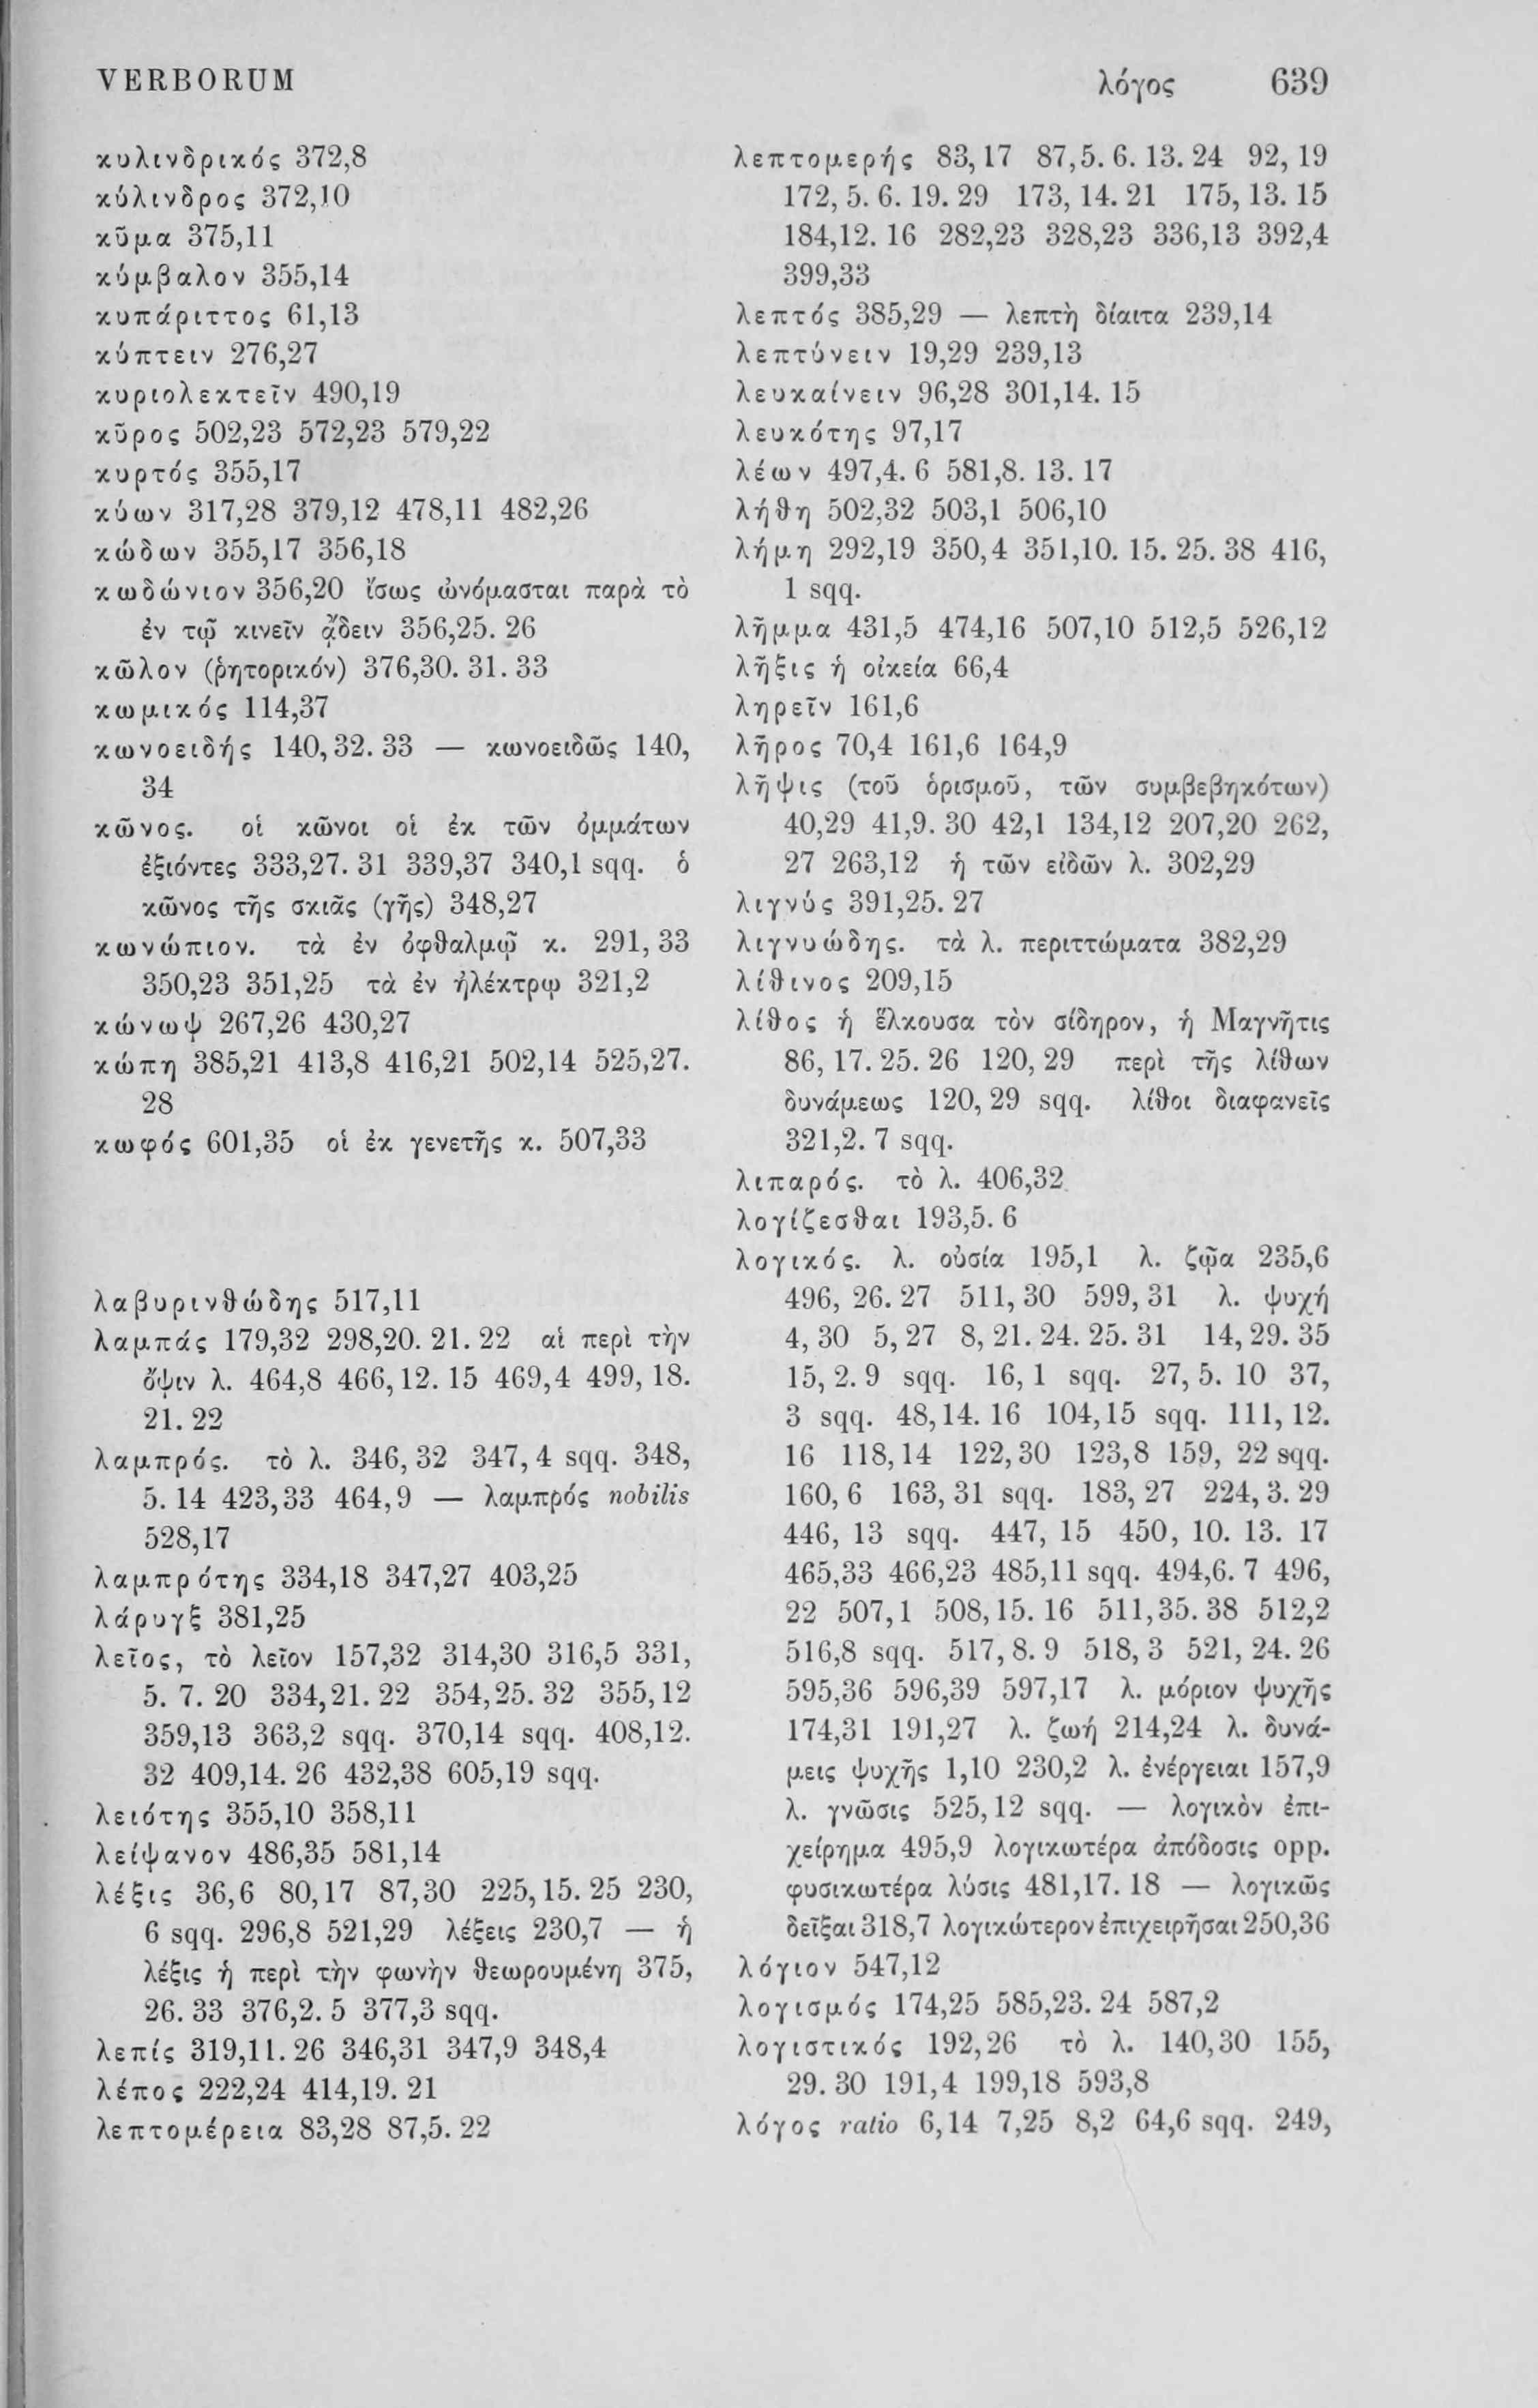 VERBORUM
λόγος 639
κυλινδρικός 372,8
κύλινδρος 372,10
κῦμα 375,11
κύμβαλον 355,14
κυπάριττος 61,13
κύπτειν 276,27
κυριολεκτεῖν 490,19
κῦρος 502,23 572,23 579,22
κυρτός 355,17
κύων 317,28 379,12 478,11 482,26
κώδων 355,17 356,18
κωδώνιον 356,20 ἴσως ὠνόμασται παρὰ τὸ
ἐν τῷ κινεῖν ᾄδειν 356,25. 26
κῶλον (ῥητορικόν) 376,30. 31. 33
κωμικός 114,37
κωνοειδής 140,32. 33 — κωνοειδῶς 140,
34
κῶνος. οἱ κῶνοι οἱ ἐκ τῶν ὀμμάτων
ἐξιόντες 333,27. 31 339,37 340,1 sqq. ὁ
κῶνος τῆς σκιᾶς (γῆς) 348,27
κωνώπιον. τὰ ἐν ὀφθαλμῷ κ. 291,33
350,23 351,25 τὰ ἐν ἠλέκτρῳ 321,2
κώνωψ 267,26 430,27
κώπη 385,21 413,8 416,21 502,14 525,27.
28
κωφός 601,35 οἱ ἐκ γενετῆς κ. 507,33
λαβυρινθώδης 517,11
λαμπάς 179,32 298,20. 21. 22 αἱ περὶ τὴν
ὄψιν λ. 464,8 466,12. 15 469,4 499,18.
21. 22
λαμπρός. τὸ λ. 346,32 347,4 sqq. 348,
5. 14 423,33 464,9 — λαμπρός nobilis
528,17
λαμπρότης 334,18 347,27 403,25
λάρυγξ 381,25
λεῖος, τὸ λεῖον 157,32 314,30 316,5 331,
5. 7. 20 334,21. 22 354,25. 32 355,12
359,13 363,2 sqq. 370,14 sqq. 408,12.
32 409,14. 26 432,38 605,19 sqq.
λειότης 355,10 358,11
λείψανον 486,35 581,14
λέξις 36,6 80,17 87,30 225,15. 25 230,
6 sqq. 296,8 521,29 λέξεις 230,7 — ἡ
λέξις ἡ περὶ τὴν φωνὴν θεωρουμένη 375,
26. 33 376,2. 5 377,3 sqq.
λεπίς 319,11. 26 346,31 347,9 348,4
λέπος 222,24 414,19. 21
λεπτομέρεια 83,28 87,5. 22
λεπτομερής 83,17 87,5. 6. 13. 24 92,19
172,5. 6. 19. 29 173,14. 21 175,13. 15
184,12. 16 282,23 328,23 336,13 392,4
399,33
λεπτός 385,29 — λεπτὴ δίαιτα 239,14
λεπτύνειν 19,29 239,13
λευκαίνειν 96,28 301,14. 15
λευκότης 97,17
λέων 497,4. 6 581,8. 13. 17
λήθη 502,32 503,1 506,10
λήμη 292,19 350,4 351,10. 15. 25. 38 416,
1 sqq.
λῆμμα 431,5 474,16 507,10 512,5 526,12
λῆξις ἡ οἰκεία 66,4
ληρεῖν 161,6
λῆρος 70,4 161,6 164,9
λῆψις (τοῦ ὁρισμοῦ, τῶν συμβεβηκότων)
40,29 41,9. 30 42,1 134,12 207,20 262,
27 263,12 ἡ τῶν εἰδῶν λ. 302,29
λιγνύς 391,25. 27
λιγνυώδης. τὰ λ. περιττώματα 382,29
λίθινος 209,15
λίθος ἡ ἕλκουσα τὸν σίδηρον, ἡ Μαγνῆτις
86,17. 25. 26 120,29 περὶ τῆς λίθων
δυνάμεως 120,29 sqq. λίθοι διαφανεῖς
321,2. 7 sqq.
λιπαρός. τὸ λ. 406,32
λογίζεσθαι 193,5. 6
λογικός. λ. οὐσία 195,1 λ. ζῷα 235,6
496,26. 27 511,30 599,31 λ. ψυχή
4,30 5,27 8,21. 24. 25. 31 14,29. 35
15,2. 9 sqq. 16,1 sqq. 27,5. 10 37,
3 sqq. 48,14. 16 104,15 sqq. 111,12.
16 118,14 122,30 123,8 159,22 sqq.
160,6 163,31 sqq. 183,27 224,3. 29
446,13 sqq. 447,15 450,10. 13. 17
465,33 466,23 485,11 sqq. 494,6. 7 496,
22 507,1 508,15. 16 511,35. 38 512,2
516,8 sqq. 517,8. 9 518,3 521,24. 26
595,36 596,39 597,17 λ. μόριον ψυχῆς
174,31 191,27 λ. ζωή 214,24 λ. δυνά-
μεις ψυχῆς 1,10 230,2 λ. ἐνέργειαι 157,9
λ. γνῶσις 525,12 sqq. — λογικὸν ἐπι-
χείρημα 495,9 λογικωτέρα ἀπόδοσις opp.
φυσικωτέρα λύσις 481,17. 18 — λογικῶς
δεῖξαι 318,7 λογικώτερον ἐπιχειρῆσαι 250,36
λόγιον 547,12
λογισμός 174,25 585,23. 24 587,2
λογιστικός 192,26 τὸ λ. 140,30 155,
29. 30 191,4 199,18 593,8
λόγος ratio 6,14 7,25 8,2 64,6 sqq. 249,